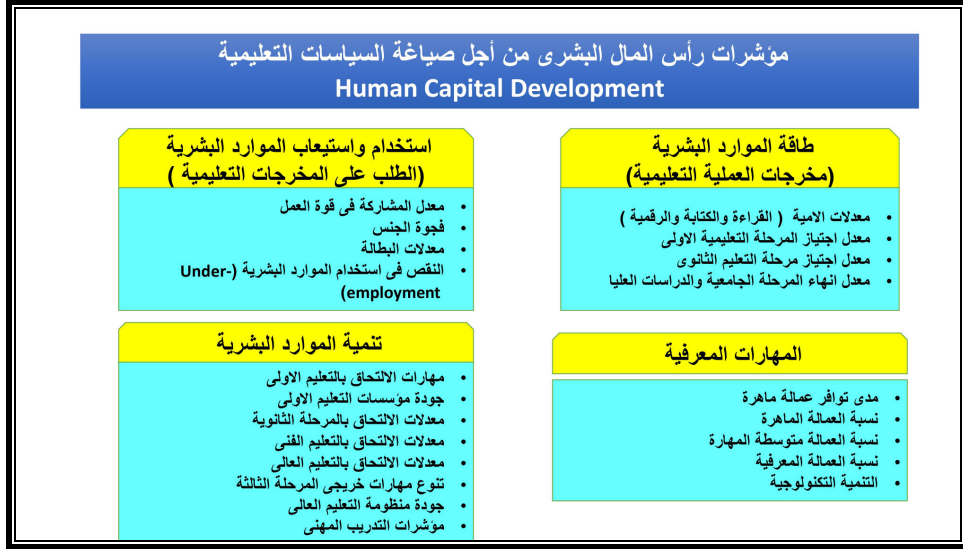 مؤشرات رأس المال البشرى من أجل صياغة السياسات التعليمية
Human Capital Development
طاقة الموارد البشرية
(مخرجات العملية التعليمية)
• معدلات الامية ( القراءة والكتابة والرقمية )
• معدل اجتياز المرحلة التعليمية الاولى
• معدل اجتياز مرحلة التعليم الثانوى
• معدل انهاء المرحلة الجامعية والدراسات العليا
استخدام واستيعاب الموارد البشرية
(الطلب على المخرجات التعليمية )
• معدل المشاركة فى قوة العمل
• فجوة الجنس
• معدلات البطالة
• النقص فى استخدام الموارد البشرية (Under-
employment)
المهارات المعرفية
• مدى توافر عمالة ماهرة
• نسبة العمالة الماهرة
• نسبة العمالة متوسطة المهارة
• نسبة العمالة المعرفية
• التنمية التكنولوجية
تنمية الموارد البشرية
• مهارات الالتحاق بالتعليم الاولى
• جودة مؤسسات التعليم الاولى
• معدلات الالتحاق بالمرحلة الثانوية
• معدلات الالتحاق بالتعليم الفنى
• معدلات الالتحاق بالتعليم العالى
• تنوع مهارات خريجى المرحلة الثالثة
• جودة منظومة التعليم العالى
• مؤشرات التدريب المهنى